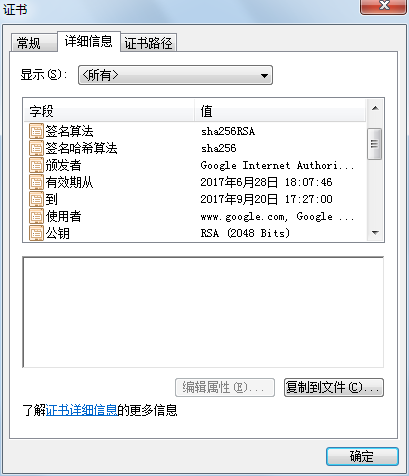 证书
常规 详细信息 证书路径
显示(S): <所有>
字段 值
签名算法 sha256RSA
签名哈希算法 sha256
颁发者 Google Internet Authori...
有效期从 2017年6月28日 18:07:46
到 2017年9月20日 17:27:00
使用者 www.google.com, Google ...
公钥 RSA (2048 Bits)
编辑属性(E)... 复制到文件(C)...
了解证书详细信息的更多信息
确定